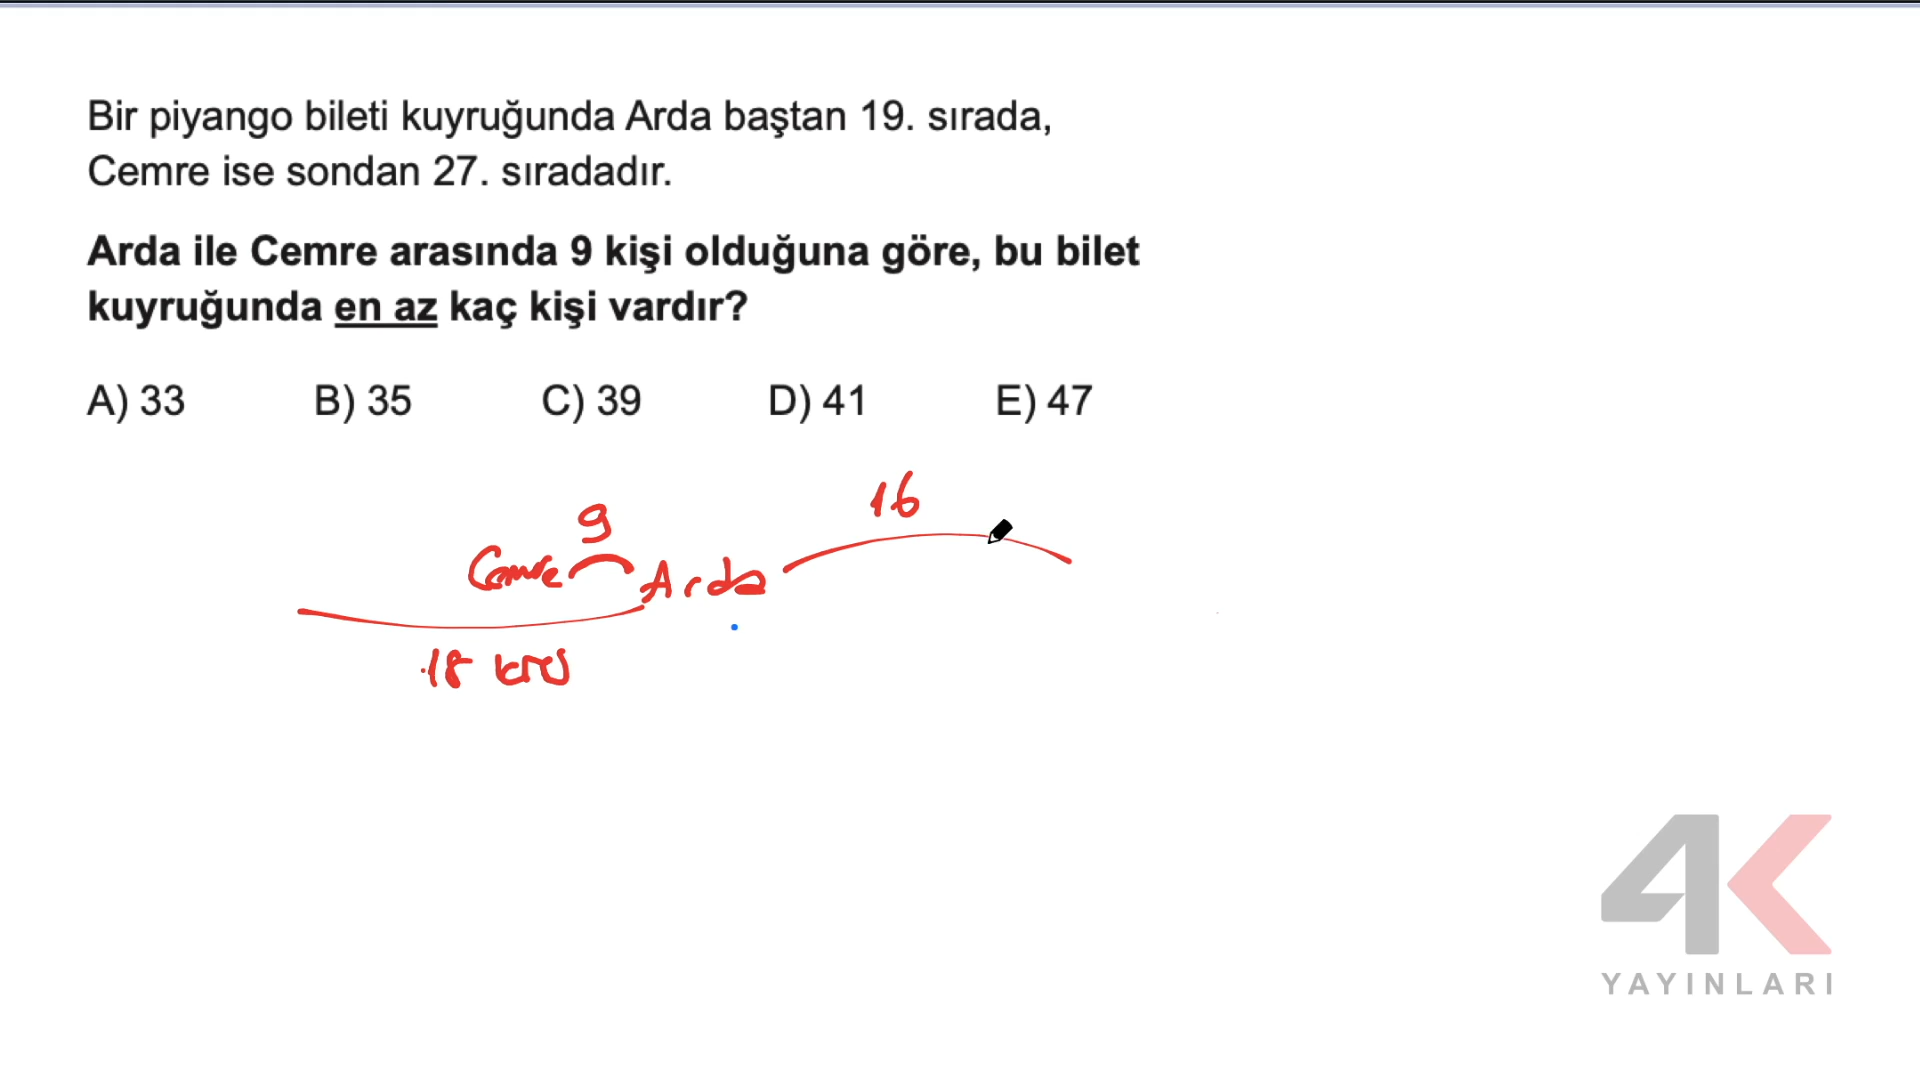 Bir piyango bileti kuyruğunda Arda baştan 19. sırada,
Cemre ise sondan 27. sıradadır.
Arda ile Cemre arasında 9 kişi olduğuna göre, bu bilet
kuyruğunda en az kaç kişi vardır?
A) 33 B) 35 C) 39 D) 41 E) 47
9 16
Cemre Arda
18
4K
YAYINLARI